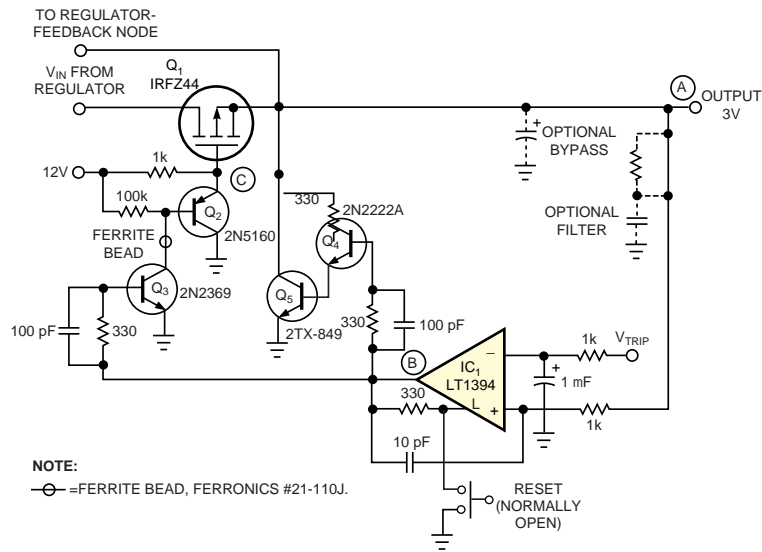 TO REGULATOR-
FEEDBACK NODE
Q1
IRFZ44
VIN FROM
REGULATOR
A
OUTPUT
3V
+
OPTIONAL
BYPASS
1k
12V
C
330
2N2222A
OPTIONAL
FILTER
100k
Q2
Q4
2N5160
FERRITE
BEAD
Q3
2N2369
Q5
100 pF
330
2TX-849
330
100 pF
B
1k
VTRIP
–
+
IC1
LT1394
1 mF
330
L
+
1k
10 pF
NOTE:
=FERRITE BEAD, FERRONICS #21-110J.
RESET
(NORMALLY
OPEN)